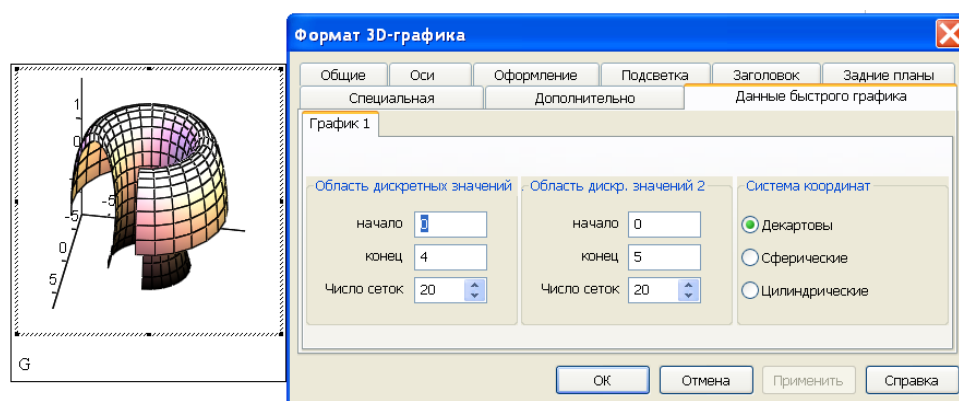 Формат 3D-графика
Общие Оси Оформление Подсветка Заголовок Задние планы
Специальная Дополнительно Данные быстрого графика
График 1
Область дискретных значений Область дискр. значений 2 Система координат
начало 0 начало 0 Декартовы
конец 4 конец 5 Сферические
Число сеток 20 Число сеток 20 Цилиндрические
ОК Отмена Применить Справка
1
0
-5 -5
0
5
G